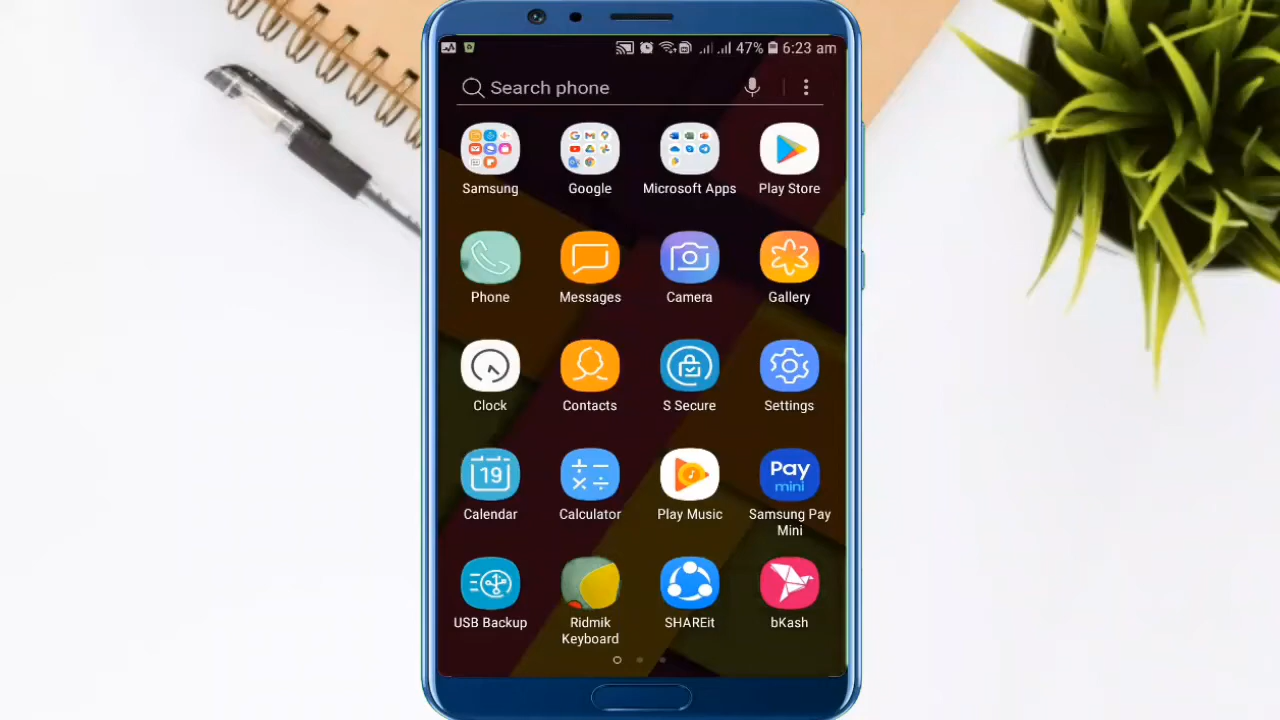 47% 6:23 am
Search phone
Samsung Google Microsoft Apps Play Store
Phone Messages Camera Gallery
Clock Contacts S Secure Settings
19 Pay
mini
Calendar Calculator Play Music Samsung Pay
Mini
USB Backup Ridmik SHAREit bKash
Keyboard